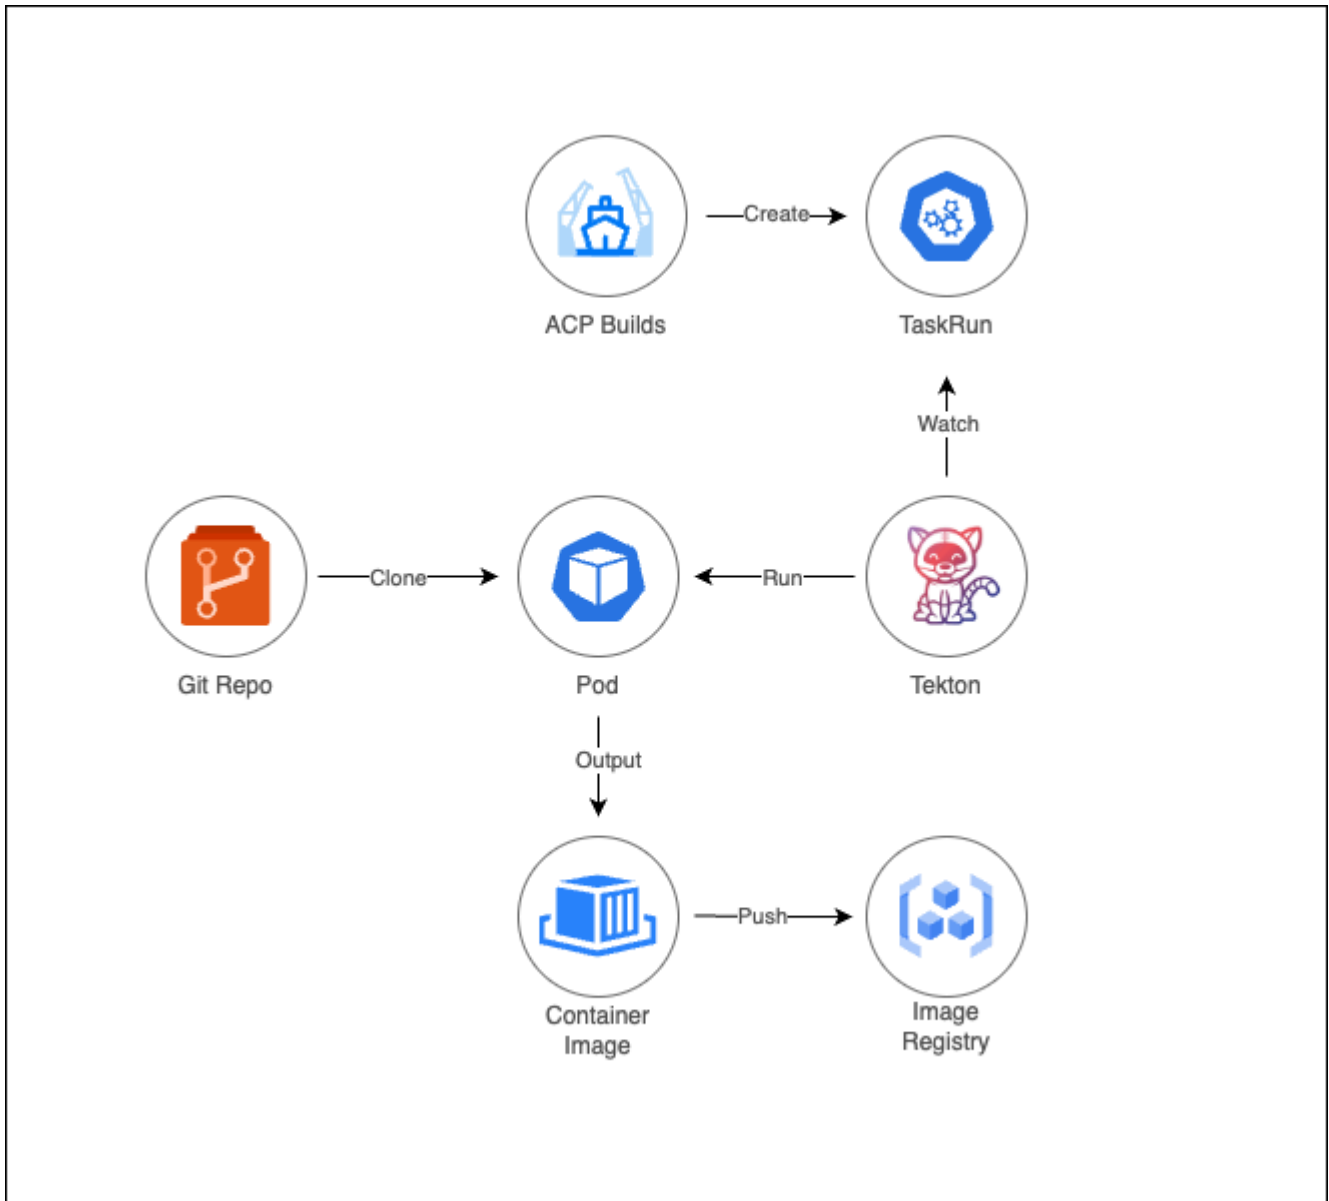 Create
ACP Builds
TaskRun
Watch
Clone
Run
Git Repo
Pod
Tekton
Output
Push
Container
Image
Image
Registry